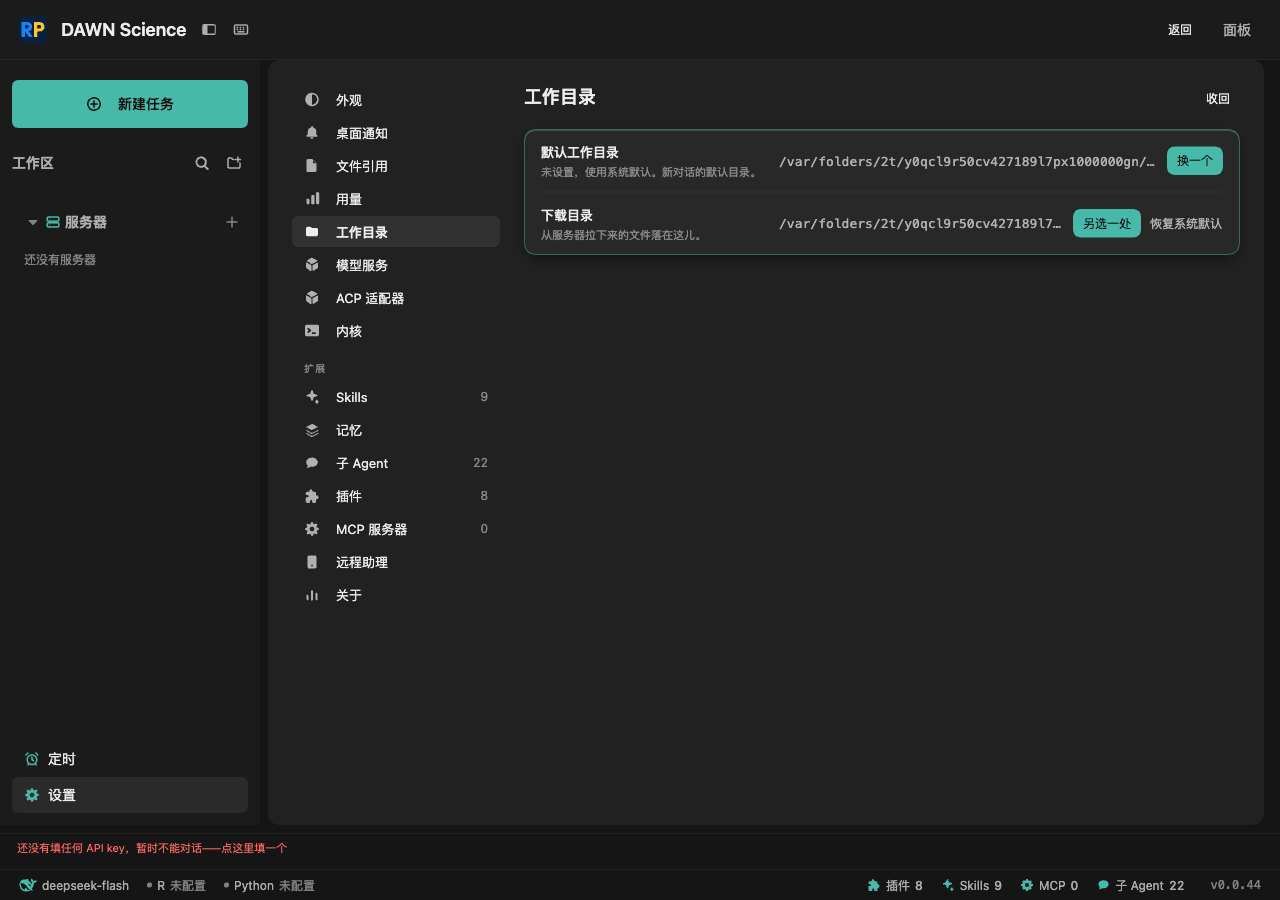 RP DAWN Science
返回
面板
新建任务
工作区
服务器
还没有服务器
定时
设置
外观
桌面通知
文件引用
用量
工作目录
模型服务
ACP 适配器
内核
扩展
Skills 9
记忆
子 Agent 22
插件 8
MCP 服务器 0
远程助理
关于
工作目录
收回
默认工作目录
未设置，使用系统默认。新对话的默认目录。
/var/folders/2t/y0qcl9r50cv427189l7px1000000gn/…
换一个
下载目录
从服务器拉下来的文件落在这儿。
/var/folders/2t/y0qcl9r50cv427189l7…
另选一处
恢复系统默认
还没有填任何 API key，暂时不能对话——点这里填一个
deepseek-flash
R 未配置
Python 未配置
插件 8
Skills 9
MCP 0
子 Agent 22
v0.0.44